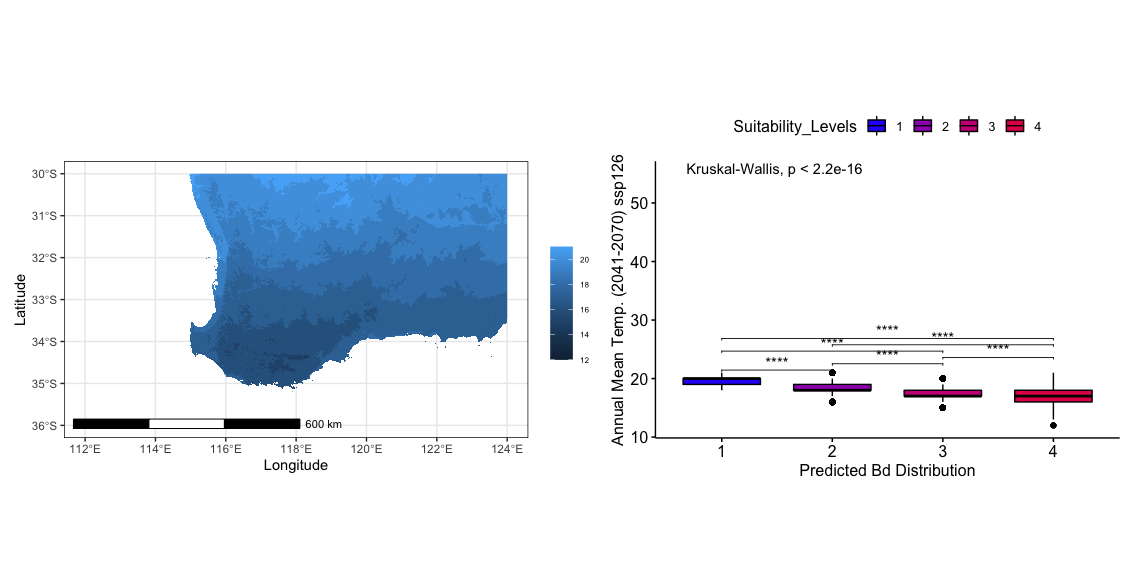 30°S
31°S
32°S
33°S
34°S
35°S
36°S
Latitude
600 km
112°E 114°E 116°E 118°E 120°E 122°E 124°E
Longitude
20
18
16
14
12
Suitability_Levels 1 2 3 4
Kruskal-Wallis, p < 2.2e-16
Annual Mean Temp. (2041-2070) ssp126
50
40
30
20
10
****
****
****
****
****
****
1 2 3 4
Predicted Bd Distribution